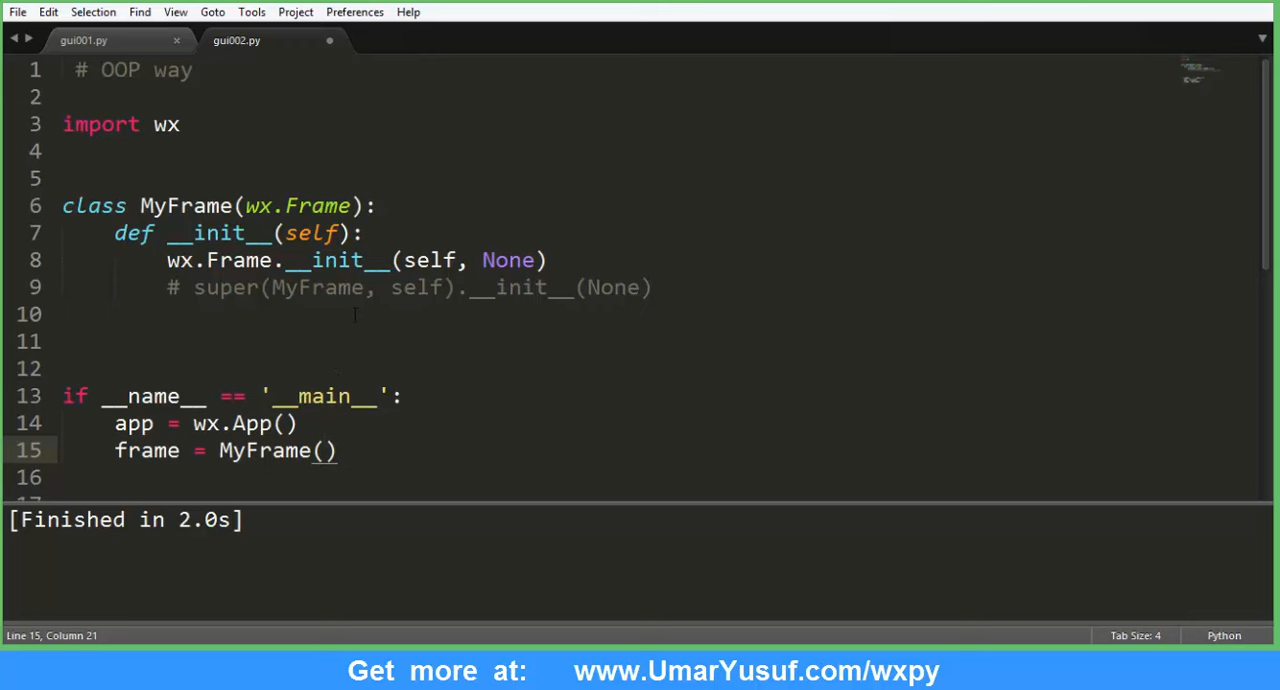 File Edit Selection Find View Goto Tools Project Preferences Help
gui001.py × gui002.py
1 # OOP way
2
3 import wx
4
5
6 class MyFrame(wx.Frame):
7 def __init__(self):
8 wx.Frame.__init__(self, None)
9 # super(MyFrame, self).__init__(None)
10
11
12
13 if __name__ == '__main__':
14 app = wx.App()
15 frame = MyFrame()
16
17
[Finished in 2.0s]
Line 15, Column 21 Tab Size: 4 Python
Get more at: www.UmarYusuf.com/wxpy